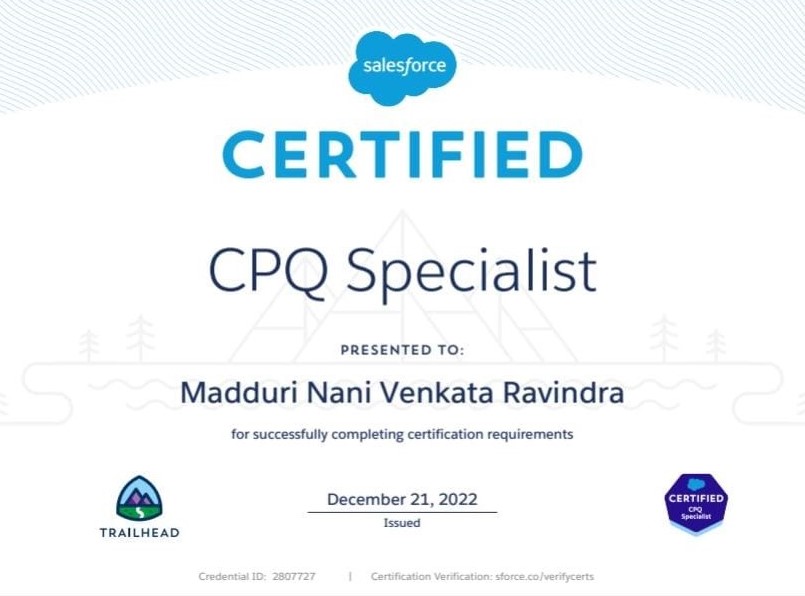 salesforce
CERTIFIED
CPQ Specialist
PRESENTED TO:
Madduri Nani Venkata Ravindra
for successfully completing certification requirements
TRAILHEAD
December 21, 2022
Issued
CERTIFIED
CPQ
Specialist
Credential ID: 2807727 | Certification Verification: sforce.co/verifycerts